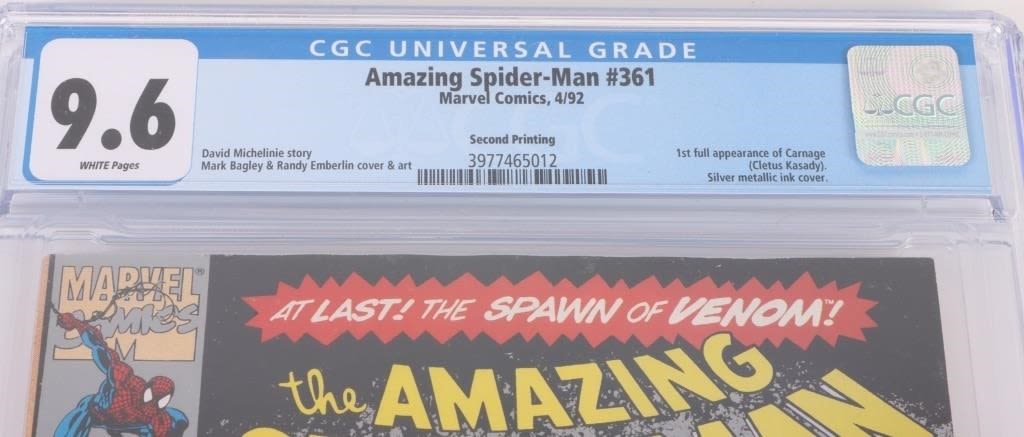 CGC UNIVERSAL GRADE
9.6
WHITE Pages
Amazing Spider-Man #361
Marvel Comics, 4/92
Second Printing
David Michelinie story
Mark Bagley & Randy Emberlin cover & art
3977465012
1st full appearance of Carnage
(Cletus Kasady).
Silver metallic ink cover.
CGC
CGC
MARVEL®
COMICS
AT LAST! THE SPAWN OF VENOM™!
the AMAZING